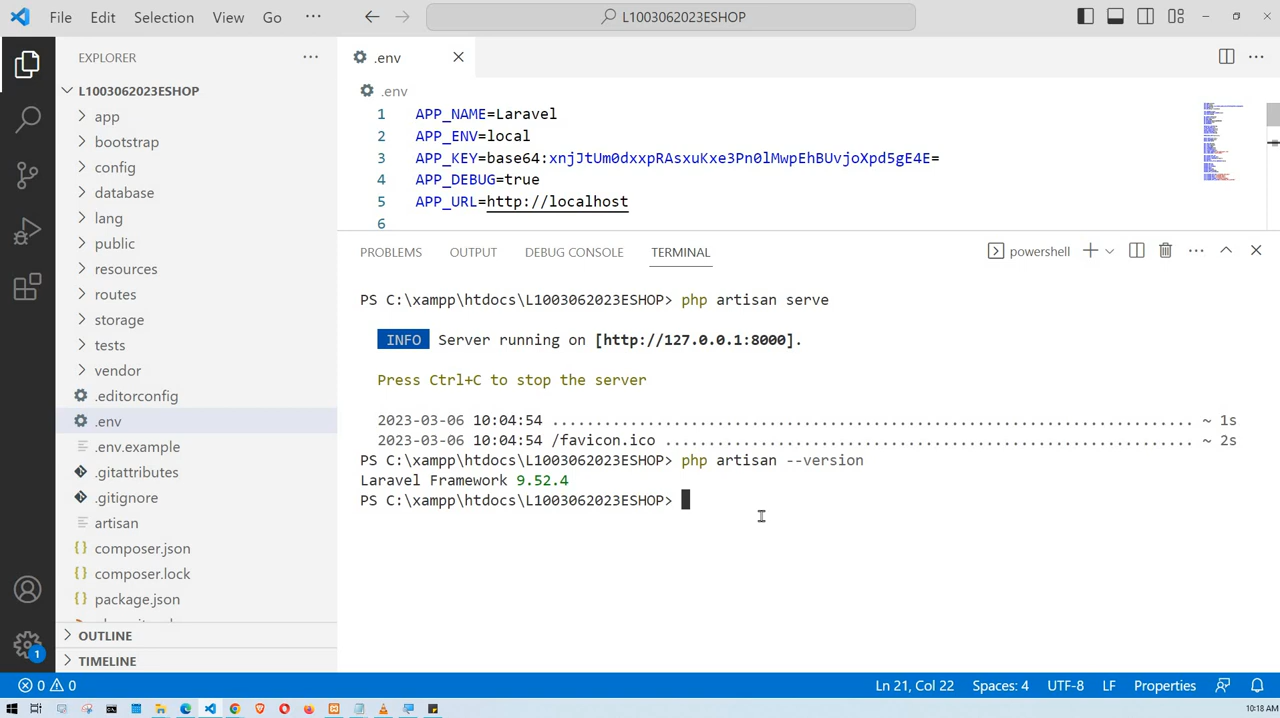 File Edit Selection View Go ···
L1003062023ESHOP
EXPLORER
L1003062023ESHOP
app
bootstrap
config
database
lang
public
resources
routes
storage
tests
vendor
.editorconfig
.env
.env.example
.gitattributes
.gitignore
artisan
composer.json
composer.lock
package.json
OUTLINE
TIMELINE
.env
.env
1 APP_NAME=Laravel
2 APP_ENV=local
3 APP_KEY=base64:xnjJtUm0dxxpRAsxuKxe3Pn0lMwpEhBUvjoXpd5gE4E=
4 APP_DEBUG=true
5 APP_URL=http://localhost
6
PROBLEMS OUTPUT DEBUG CONSOLE TERMINAL powershell
PS C:\xampp\htdocs\L1003062023ESHOP> php artisan serve
INFO Server running on [http://127.0.0.1:8000].
Press Ctrl+C to stop the server
2023-03-06 10:04:54 .......................................................................... ~ 1s
2023-03-06 10:04:54 /favicon.ico ............................................................. ~ 2s
PS C:\xampp\htdocs\L1003062023ESHOP> php artisan --version
Laravel Framework 9.52.4
PS C:\xampp\htdocs\L1003062023ESHOP>
1
0 0 Ln 21, Col 22 Spaces: 4 UTF-8 LF Properties
10:18 AM